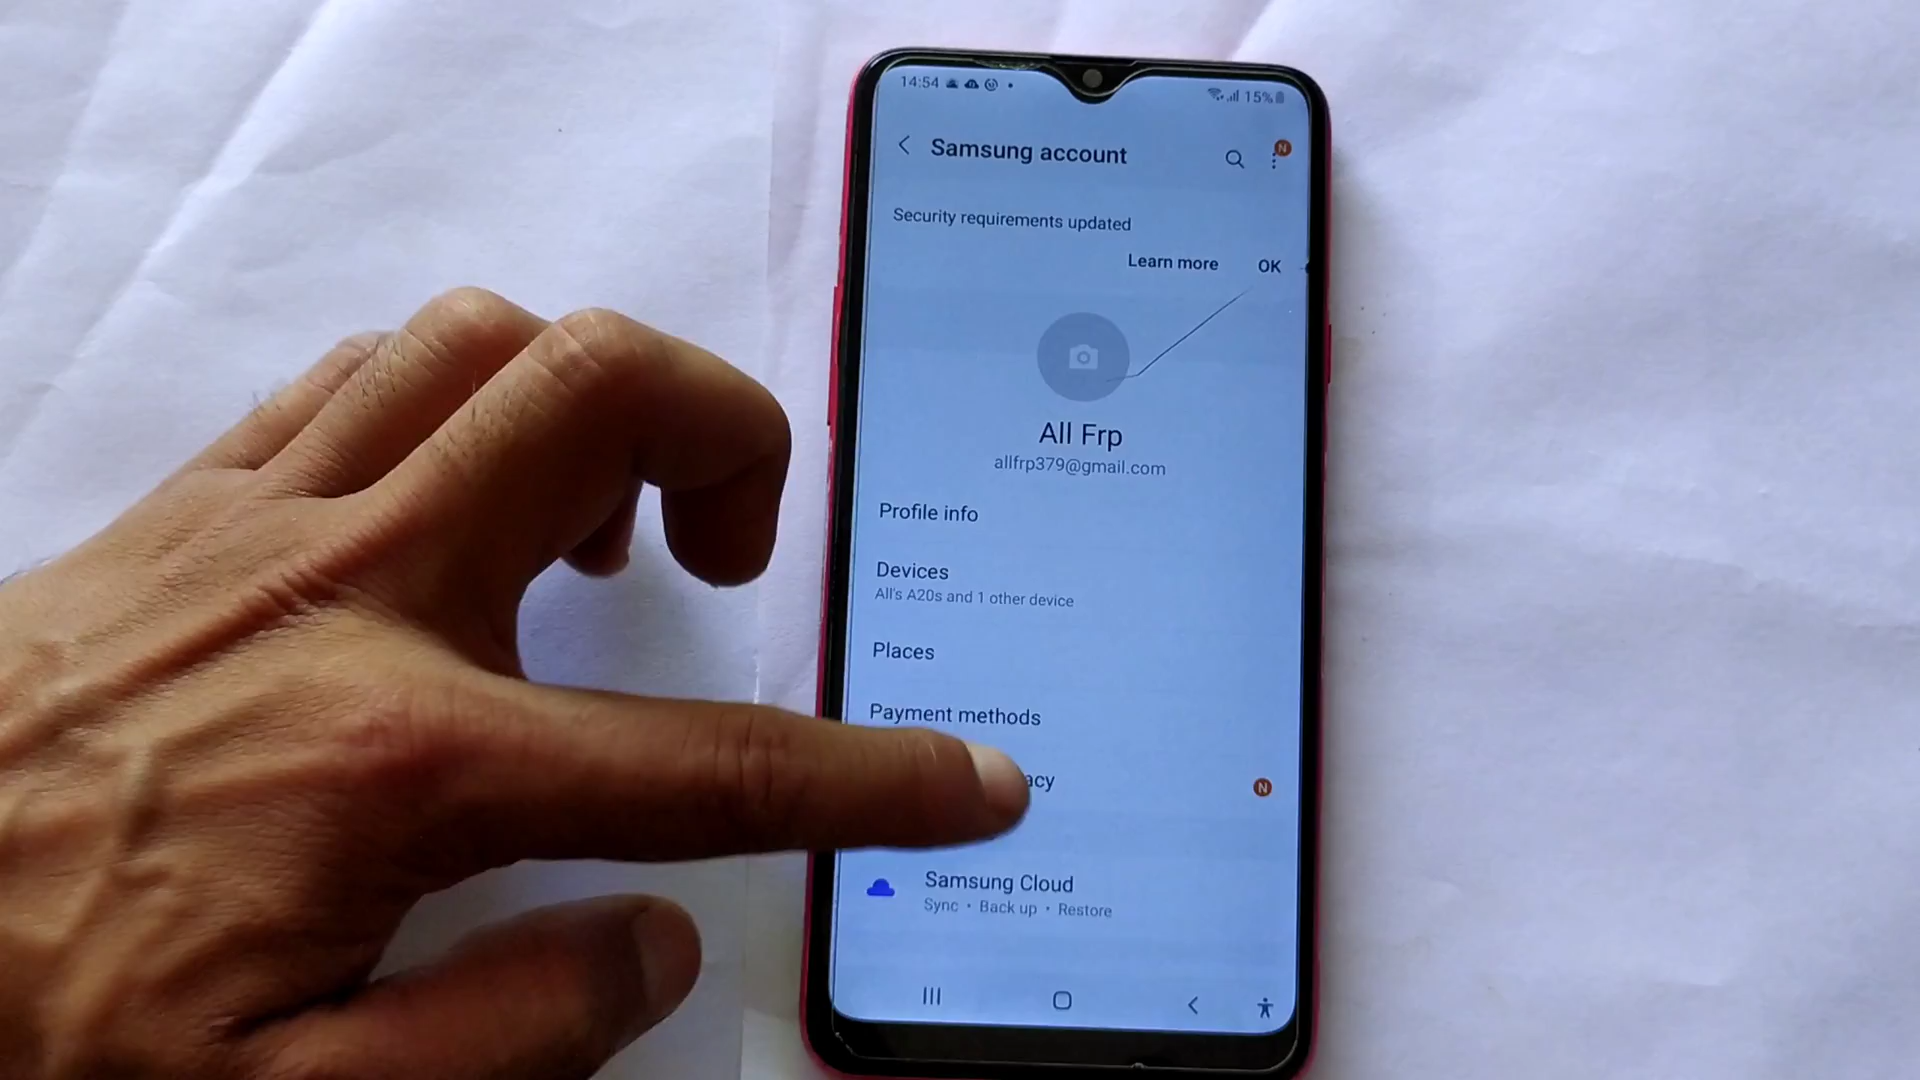 14:54
15%
Samsung account
N
Security requirements updated
Learn more OK
All Frp
allfrp379@gmail.com
Profile info
Devices
All's A20s and 1 other device
Places
Payment methods
acy
N
Samsung Cloud
Sync • Back up • Restore